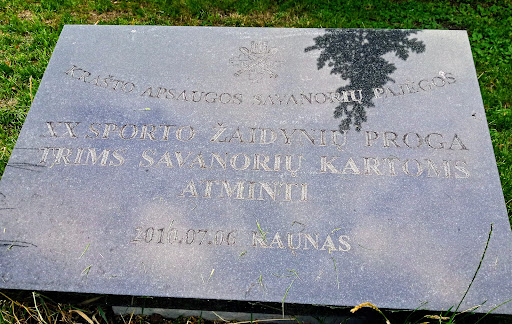 KRAŠTO APSAUGOS SAVANORIŲ PAJĖGOS
XX SPORTO ŽAIDYNIŲ PROGA
TRIMS SAVANORIŲ KARTOMS
ATMINTI
2010.07.06 KAUNAS